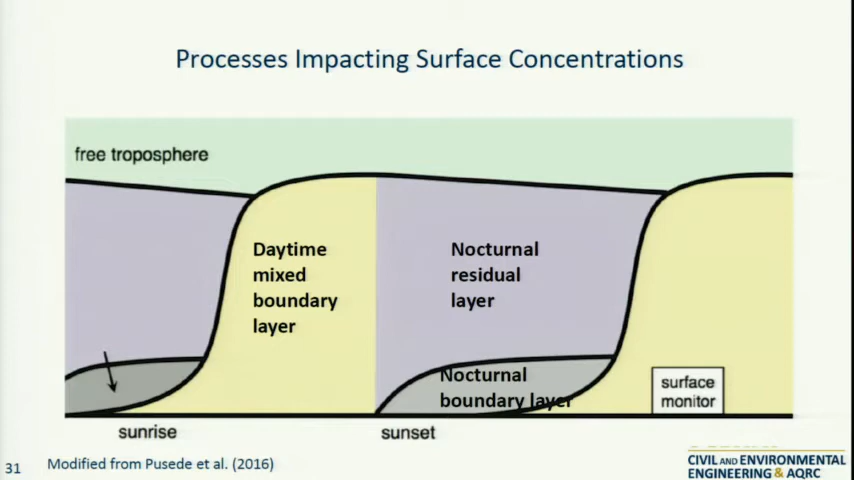 Processes Impacting Surface Concentrations
free troposphere
Daytime
mixed
boundary
layer
Nocturnal
residual
layer
Nocturnal
boundary layer
surface
monitor
sunrise
sunset
31
Modified from Pusede et al. (2016)
CIVIL AND ENVIRONMENTAL
ENGINEERING & AQRC